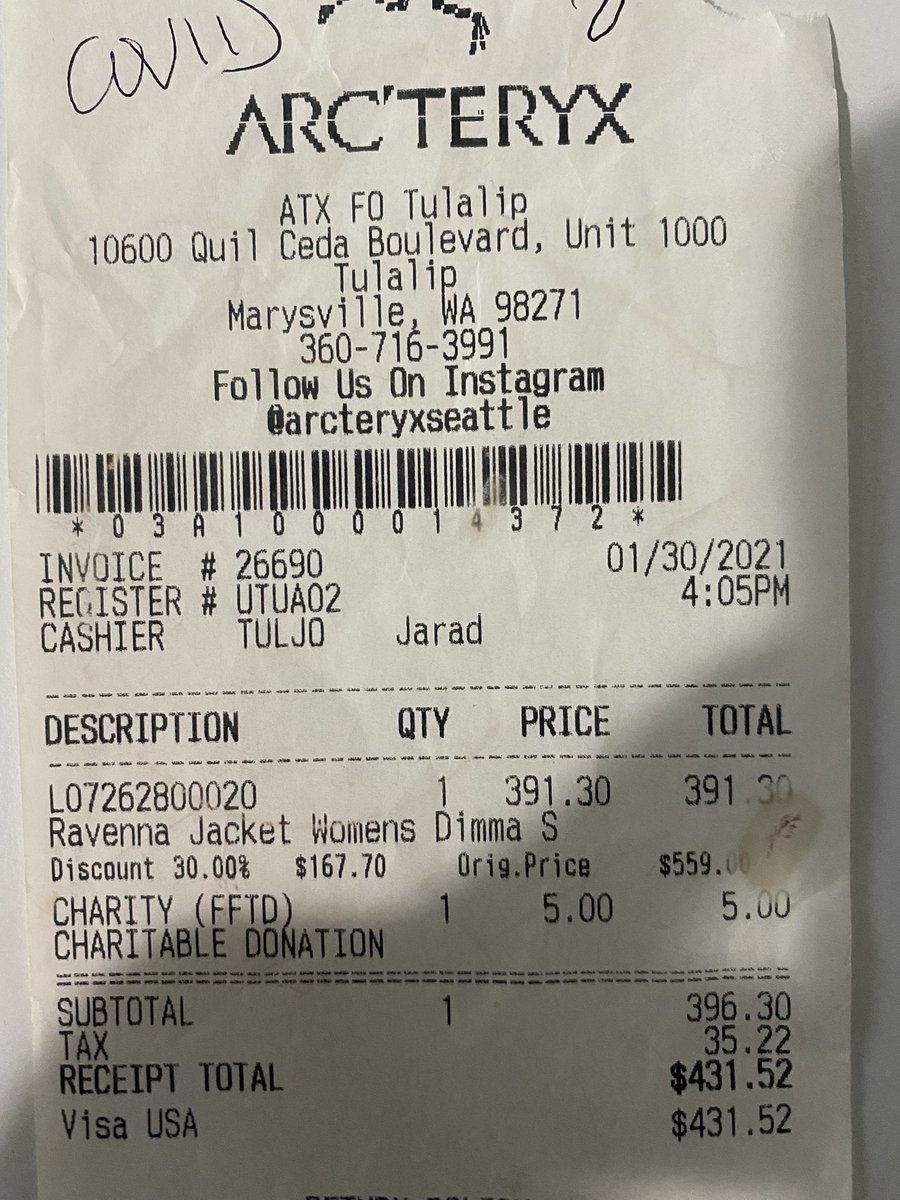 COVID
ARC'TERYX
ATX FO Tulalip
10600 Quil Ceda Boulevard, Unit 1000
Tulalip
Marysville, WA 98271
360-716-3991
Follow Us On Instagram
@arcteryxseattle
*03A1000014372*
INVOICE # 26690 01/30/2021
REGISTER # UTUA02 4:05PM
CASHIER TULJO Jarad
DESCRIPTION QTY PRICE TOTAL
L07262800020 1 391.30 391.30
Ravenna Jacket Womens Dimma S
Discount 30.00% $167.70 Orig.Price $559.00
CHARITY (FFTD) 1 5.00 5.00
CHARITABLE DONATION
SUBTOTAL 1 396.30
TAX 35.22
RECEIPT TOTAL $431.52
Visa USA $431.52